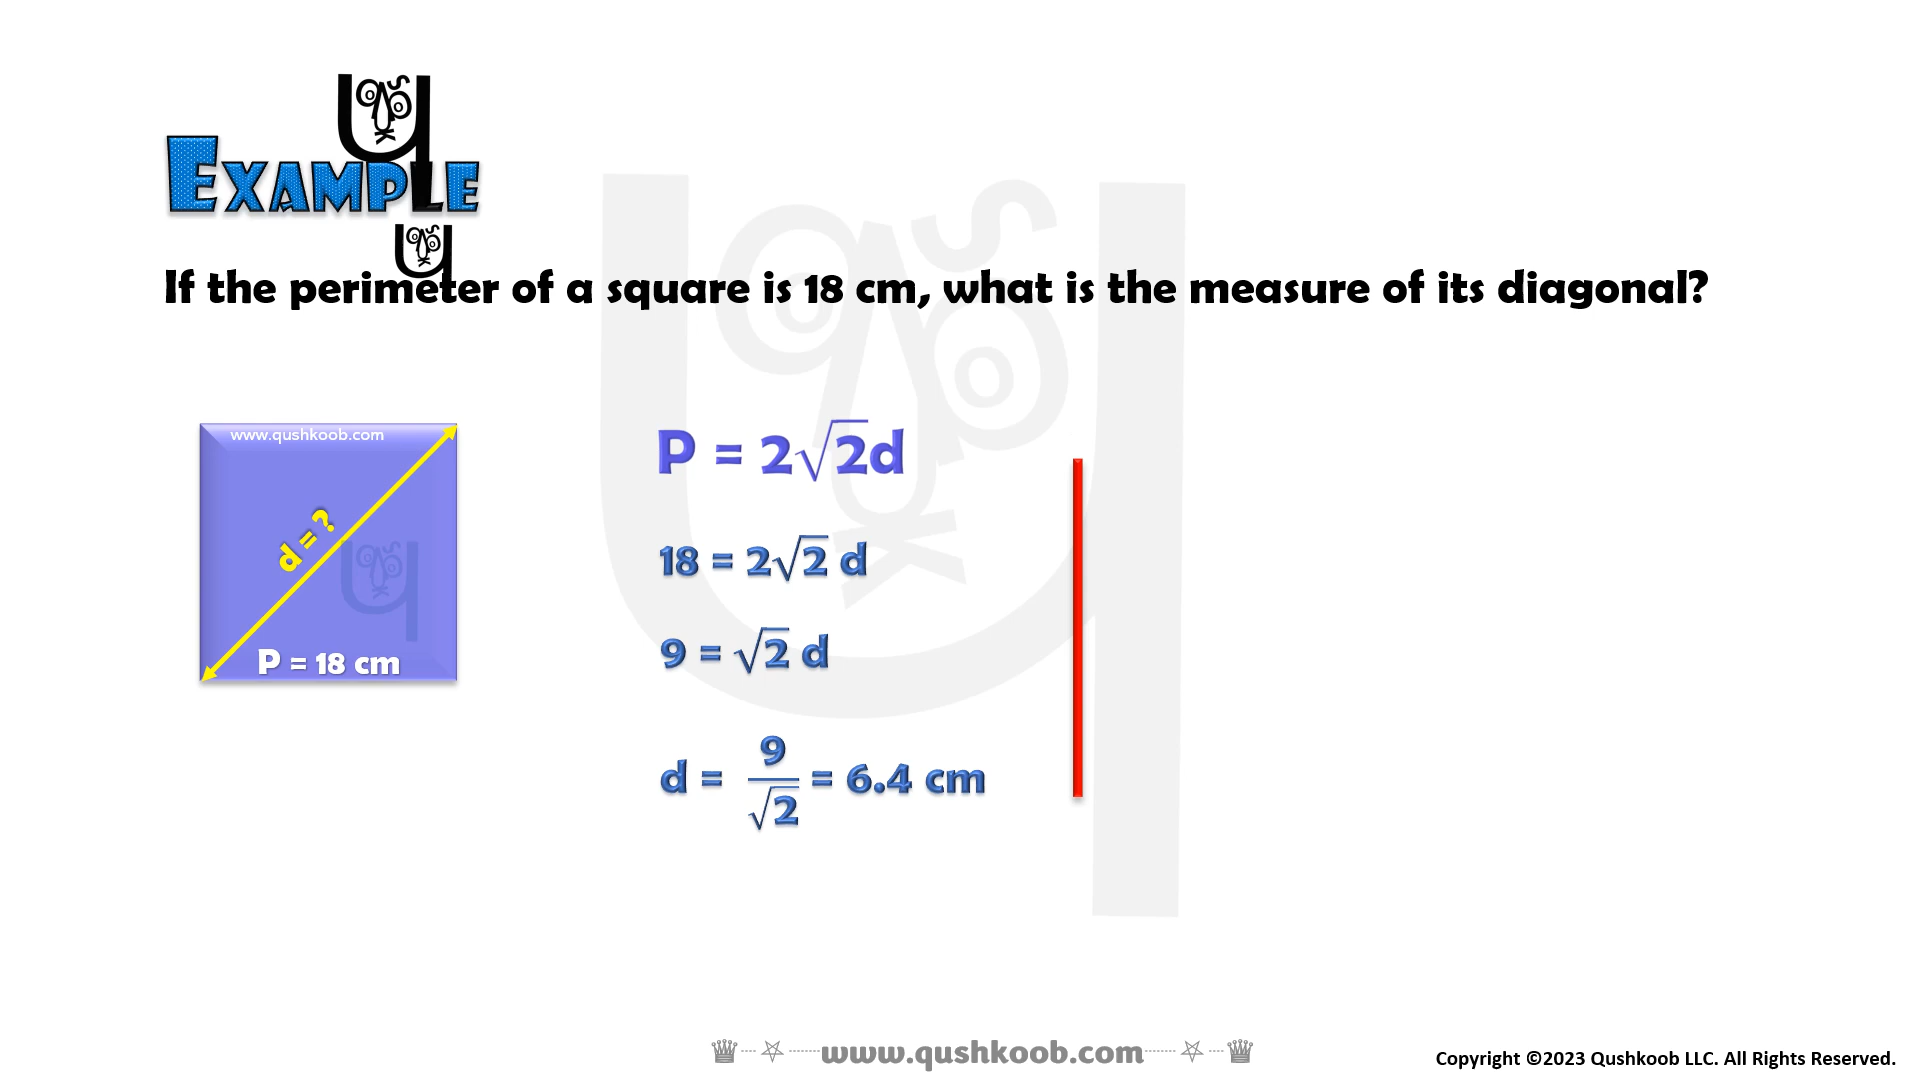 EXAMPLE
If the perimeter of a square is 18 cm, what is the measure of its diagonal?
www.qushkoob.com
d = ?
P = 18 cm
P = 2√2d
18 = 2√2 d
9 = √2 d
d = 9/√2 = 6.4 cm
www.qushkoob.com
Copyright ©2023 Qushkoob LLC. All Rights Reserved.